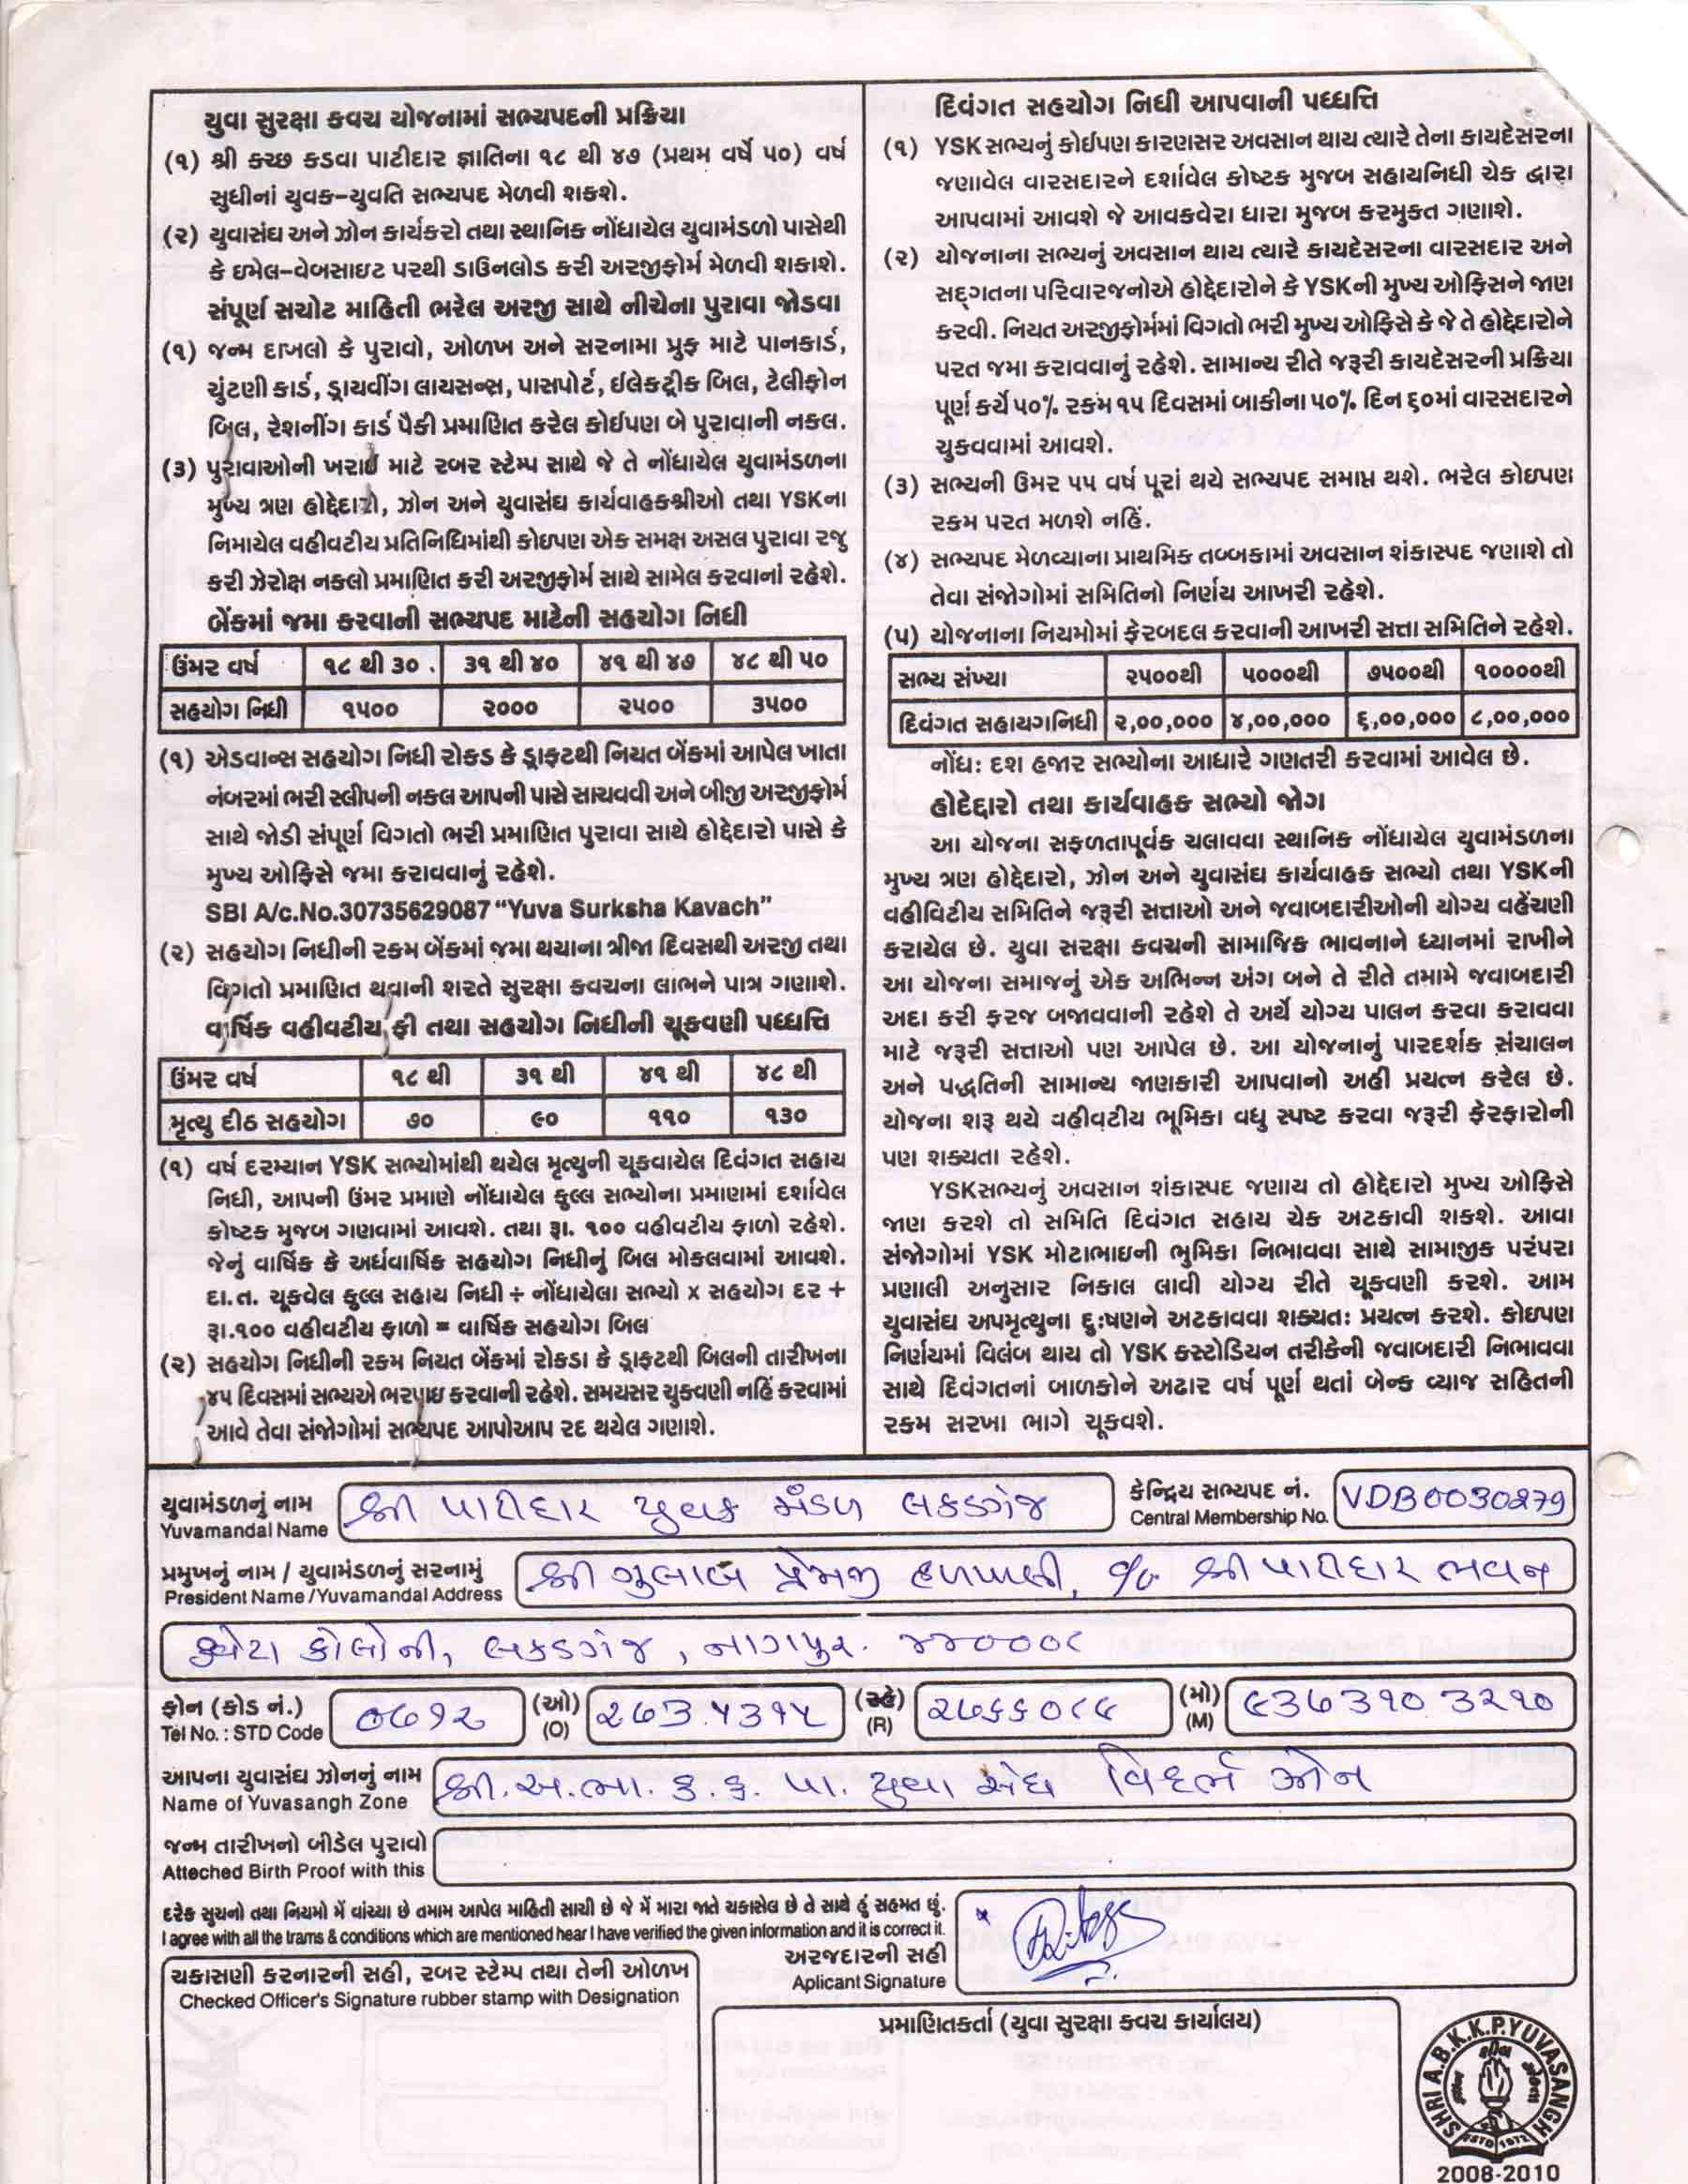 યુવા સુરક્ષા કવચ યોજનામાં સભ્યપદની પ્રક્રિયા
(૧) શ્રી કચ્છ કડવા પાટીદાર જ્ઞાતિના ૧૮ થી ૪૭ (પ્રથમ વર્ષે ૫૦) વર્ષ
સુધીનાં યુવક-યુવતિ સભ્યપદ મેળવી શકશે.
(૨) યુવાસંઘ અને ઝોન કાર્યકરો તથા સ્થાનિક નોંધાયેલ યુવામંડળો પાસેથી
કે ઇમેલ-વેબસાઇટ પરથી ડાઉનલોડ કરી અરજીફોર્મ મેળવી શકાશે.
સંપૂર્ણ સચોટ માહિતી ભરેલ અરજી સાથે નીચેના પુરાવા જોડવા
(૧) જન્મ દાખલો કે પુરાવો, ઓળખ અને સરનામા પ્રુફ માટે પાનકાર્ડ,
ચુંટણી કાર્ડ, ડ્રાયવીંગ લાયસન્સ, પાસપોર્ટ, ઈલેક્ટ્રીક બિલ, ટેલીફોન
બિલ, રેશનીંગ કાર્ડ પૈકી પ્રમાણિત કરેલ કોઈપણ બે પુરાવાની નકલ.
(૩) પુરાવાઓની ખરાઈ માટે રબર સ્ટેમ્પ સાથે જે તે નોંધાયેલ યુવામંડળના
મુખ્ય ત્રણ હોદ્દેદારો, ઝોન અને યુવાસંઘ કાર્યવાહકશ્રીઓ તથા YSKના
નિમાયેલ વહીવટીય પ્રતિનિધિમાંથી કોઇપણ એક સમક્ષ અસલ પુરાવા રજુ
કરી ઝેરોક્ષ નકલો પ્રમાણિત કરી અરજીફોર્મ સાથે સામેલ કરવાનાં રહેશે.
બેંકમાં જમા કરવાની સભ્યપદ માટેની સહયોગ નિધી
ઉંમર વર્ષ ૧૮ થી ૩૦ ૩૧ થી ૪૦ ૪૧ થી ૪૭ ૪૮ થી ૫૦
સહયોગ નિધી ૧૫૦૦ ૨૦૦૦ ૨૫૦૦ ૩૫૦૦
(૧) એડવાન્સ સહયોગ નિધી રોકડ કે ડ્રાફ્ટથી નિયત બેંકમાં આપેલ ખાતા
નંબરમાં ભરી સ્લીપની નકલ આપની પાસે સાચવવી અને બીજી અરજીફોર્મ
સાથે જોડી સંપૂર્ણ વિગતો ભરી પ્રમાણિત પુરાવા સાથે હોદ્દેદારો પાસે કે
મુખ્ય ઓફિસે જમા કરાવવાનું રહેશે.
SBI A/c.No.30735629087 “Yuva Surksha Kavach”
(૨) સહયોગ નિધીની રકમ બેંકમાં જમા થયાના ત્રીજા દિવસથી અરજી તથા
વિગતો પ્રમાણિત થવાની શરતે સુરક્ષા કવચના લાભને પાત્ર ગણાશે.
વાર્ષિક વહીવટીય ફી તથા સહયોગ નિધીની ચૂકવણી પધ્ધત્તિ
ઉંમર વર્ષ ૧૮ થી ૩૧ થી ૪૧ થી ૪૮ થી
મૃત્યુ દીઠ સહયોગ ૭૦ ૯૦ ૧૧૦ ૧૩૦
(૧) વર્ષ દરમ્યાન YSK સભ્યોમાંથી થયેલ મૃત્યુની ચૂકવાયેલ દિવંગત સહાય
નિધી, આપની ઉંમર પ્રમાણે નોંધાયેલ કુલ્લ સભ્યોના પ્રમાણમાં દર્શાવેલ
કોષ્ટક મુજબ ગણવામાં આવશે. તથા રૂા. ૧૦૦ વહીવટીય ફાળો રહેશે.
જેનું વાર્ષિક કે અર્ધવાર્ષિક સહયોગ નિધીનું બિલ મોકલવામાં આવશે.
દા.ત. ચૂકવેલ કુલ્લ સહાય નિધી ÷ નોંધાયેલા સભ્યો x સહયોગ દર +
રૂા.૧૦૦ વહીવટીય ફાળો = વાર્ષિક સહયોગ બિલ
(૨) સહયોગ નિધીની રકમ નિયત બેંકમાં રોકડા કે ડ્રાફ્ટથી બિલની તારીખના
૪૫ દિવસમાં સભ્યએ ભરપાઇ કરવાની રહેશે. સમયસર ચુકવણી નહિં કરવામાં
આવે તેવા સંજોગોમાં સભ્યપદ આપોઆપ રદ થયેલ ગણાશે.
દિવંગત સહયોગ નિધી આપવાની પધ્ધત્તિ
(૧) YSK સભ્યનું કોઈપણ કારણસર અવસાન થાય ત્યારે તેના કાયદેસરના
જણાવેલ વારસદારને દર્શાવેલ કોષ્ટક મુજબ સહાયનિધી ચેક દ્વારા
આપવામાં આવશે જે આવકવેરા ધારા મુજબ કરમુકત ગણાશે.
(૨) યોજનાના સભ્યનું અવસાન થાય ત્યારે કાયદેસરના વારસદાર અને
સદ્ગતના પરિવારજનોએ હોદ્દેદારોને કે YSKની મુખ્ય ઓફિસને જાણ
કરવી. નિયત અરજીફોર્મમાં વિગતો ભરી મુખ્ય ઓફિસે કે જે તે હોદ્દેદારોને
પરત જમા કરાવવાનું રહેશે. સામાન્ય રીતે જરૂરી કાયદેસરની પ્રક્રિયા
પૂર્ણ કર્યે ૫૦% રકમ ૧૫ દિવસમાં બાકીના ૫૦% દિન ૬૦માં વારસદારને
ચુકવવામાં આવશે.
(૩) સભ્યની ઉમર ૫૫ વર્ષ પૂરાં થયે સભ્યપદ સમાપ્ત થશે. ભરેલ કોઇપણ
રકમ પરત મળશે નહિં.
(૪) સભ્યપદ મેળવ્યાના પ્રાથમિક તબ્બકામાં અવસાન શંકાસ્પદ જણાશે તો
તેવા સંજોગોમાં સમિતિનો નિર્ણય આખરી રહેશે.
(૫) યોજનાના નિયમોમાં ફેરબદલ કરવાની આખરી સત્તા સમિતિને રહેશે.
સભ્ય સંખ્યા ૨૫૦૦થી ૫૦૦૦થી ૭૫૦૦થી ૧૦૦૦૦થી
દિવંગત સહાયગનિધી ૨,૦૦,૦૦૦ ૪,૦૦,૦૦૦ ૬,૦૦,૦૦૦ ૮,૦૦,૦૦૦
નોંધ: દશ હજાર સભ્યોના આધારે ગણતરી કરવામાં આવેલ છે.
હોદેદ્દારો તથા કાર્યવાહક સભ્યો જોગ
આ યોજના સફળતાપૂર્વક ચલાવવા સ્થાનિક નોંધાયેલ યુવામંડળના
મુખ્ય ત્રણ હોદ્દેદારો, ઝોન અને યુવાસંઘ કાર્યવાહક સભ્યો તથા YSKની
વહીવિટીય સમિતિને જરૂરી સત્તાઓ અને જવાબદારીઓની યોગ્ય વહેંચણી
કરાયેલ છે. યુવા સરક્ષા કવચની સામાજિક ભાવનાને ધ્યાનમાં રાખીને
આ યોજના સમાજનું એક અભિન્ન અંગ બને તે રીતે તમામે જવાબદારી
અદા કરી ફરજ બજાવવાની રહેશે તે અર્થે યોગ્ય પાલન કરવા કરાવવા
માટે જરૂરી સત્તાઓ પણ આપેલ છે. આ યોજનાનું પારદર્શક સંચાલન
અને પદ્ધતિની સામાન્ય જાણકારી આપવાનો અહી પ્રયત્ન કરેલ છે.
યોજના શરૂ થયે વહીવટીય ભૂમિકા વધુ સ્પષ્ટ કરવા જરૂરી ફેરફારોની
પણ શક્યતા રહેશે.
YSKસભ્યનું અવસાન શંકાસ્પદ જણાય તો હોદ્દેદારો મુખ્ય ઓફિસે
જાણ કરશે તો સમિતિ દિવંગત સહાય ચેક અટકાવી શકશે. આવા
સંજોગોમાં YSK મોટાભાઇની ભુમિકા નિભાવવા સાથે સામાજીક પરંપરા
પ્રણાલી અનુસાર નિકાલ લાવી યોગ્ય રીતે ચૂકવણી કરશે. આમ
યુવાસંઘ અપમૃત્યુના દુઃષણને અટકાવવા શક્યતઃ પ્રયત્ન કરશે. કોઇપણ
નિર્ણયમાં વિલંબ થાય તો YSK કસ્ટોડિયન તરીકેની જવાબદારી નિભાવવા
સાથે દિવંગતનાં બાળકોને અઢાર વર્ષ પૂર્ણ થતાં બેન્ક વ્યાજ સહિતની
રકમ સરખા ભાગે ચૂકવશે.
યુવામંડળનું નામ શ્રી પાટીદાર યુવક મંડળ લકડગંજ કેન્દ્રિય સભ્યપદ નં. VDB0030279
Yuvamandal Name Central Membership No.
પ્રમુખનું નામ / યુવામંડળનું સરનામું શ્રી ગુલાબ પ્રેમજી હળપાણી, c/o શ્રી પાટીદાર ભવન
President Name /Yuvamandal Address
ક્વેટા કોલોની, લકડગંજ, નાગપુર. ૪૪૦૦૦૮
ફોન (કોડ નં.) ૦૭૧૨ (ઓ) ૨૭૩૫૩૧૫ (રહે) ૨૭૬૬૦૮૯ (મો) ૯૩૭૩૧૦૩૨૧૦
Tel No. : STD Code (O) (R) (M)
આપના યુવાસંઘ ઝોનનું નામ શ્રી.અ.ભા. ક. ક. પા. યુવા સંઘ વિદર્ભ ઝોન
Name of Yuvasangh Zone
જન્મ તારીખનો બીડેલ પુરાવો
Atteched Birth Proof with this
દરેક સુચનો તથા નિયમો મેં વાંચ્યા છે તમામ આપેલ માહિતી સાચી છે જે મેં મારા જાતે ચકાસેલ છે તે સાથે હું સહમત છું.
I agree with all the trams & conditions which are mentioned hear I have verified the given information and it is correct it.
અરજદારની સહી
Aplicant Signature
ચકાસણી કરનારની સહી, રબર સ્ટેમ્પ તથા તેની ઓળખ
Checked Officer's Signature rubber stamp with Designation
પ્રમાણિતકર્તા (યુવા સુરક્ષા કવચ કાર્યાલય)
SHRI A.B.K.K.P.YUVASANGH
ESTD 1972
2008-2010